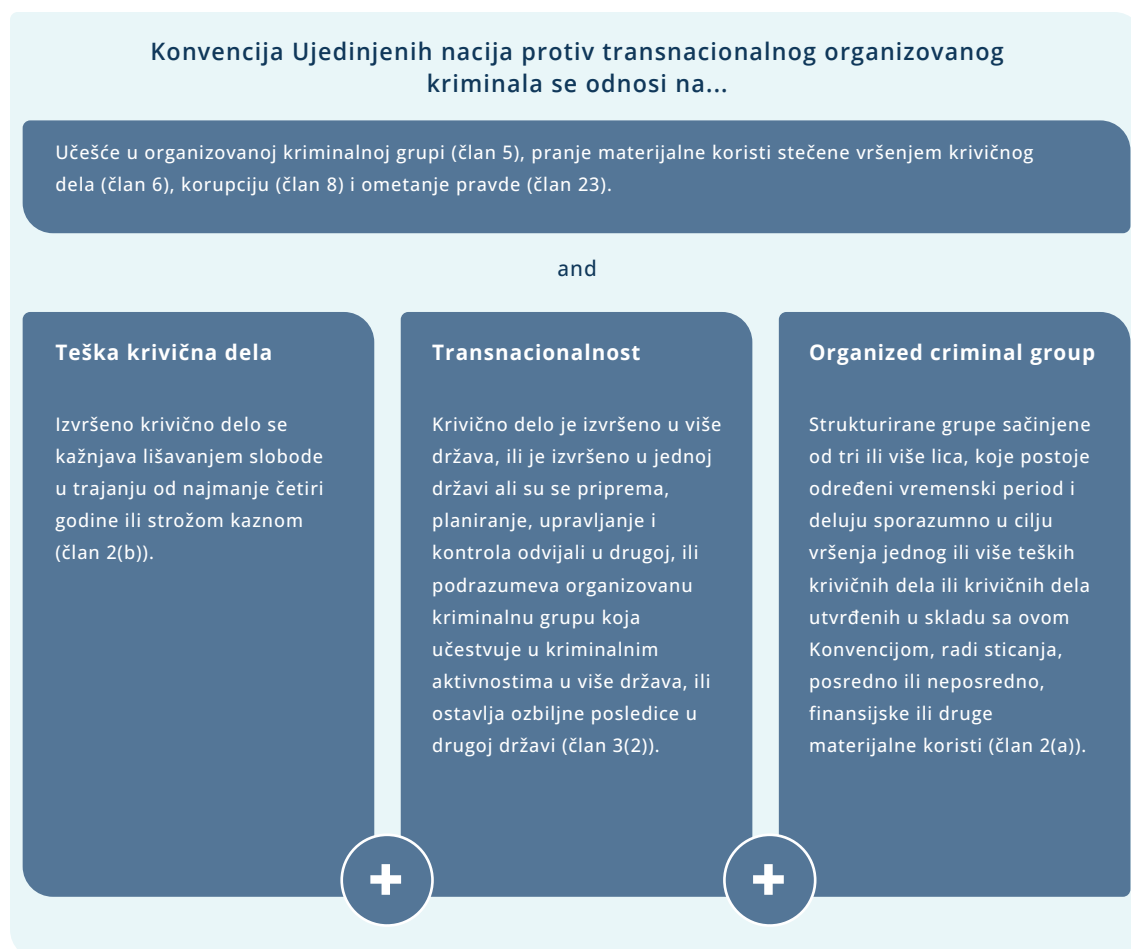 Konvencija Ujedinjenih nacija protiv transnacionalnog organizovanog
kriminala se odnosi na...
Učešće u organizovanoj kriminalnoj grupi (član 5), pranje materijalne koristi stečene vršenjem krivičnog
dela (član 6), korupciju (član 8) i ometanje pravde (član 23).
and
Teška krivična dela
Izvršeno krivično delo se
kažnjava lišavanjem slobode
u trajanju od najmanje četiri
godine ili strožom kaznom
(član 2(b)).
Transnacionalnost
Krivično delo je izvršeno u više
država, ili je izvršeno u jednoj
državi ali su se priprema,
planiranje, upravljanje i
kontrola odvijali u drugoj, ili
podrazumeva organizovanu
kriminalnu grupu koja
učestvuje u kriminalnim
aktivnostima u više država, ili
ostavlja ozbiljne posledice u
drugoj državi (član 3(2)).
Organized criminal group
Strukturirane grupe sačinjene
od tri ili više lica, koje postoje
određeni vremenski period i
deluju sporazumno u cilju
vršenja jednog ili više teških
krivičnih dela ili krivičnih dela
utvrđenih u skladu sa ovom
Konvencijom, radi sticanja,
posredno ili neposredno,
finansijske ili druge
materijalne koristi (član 2(a)).